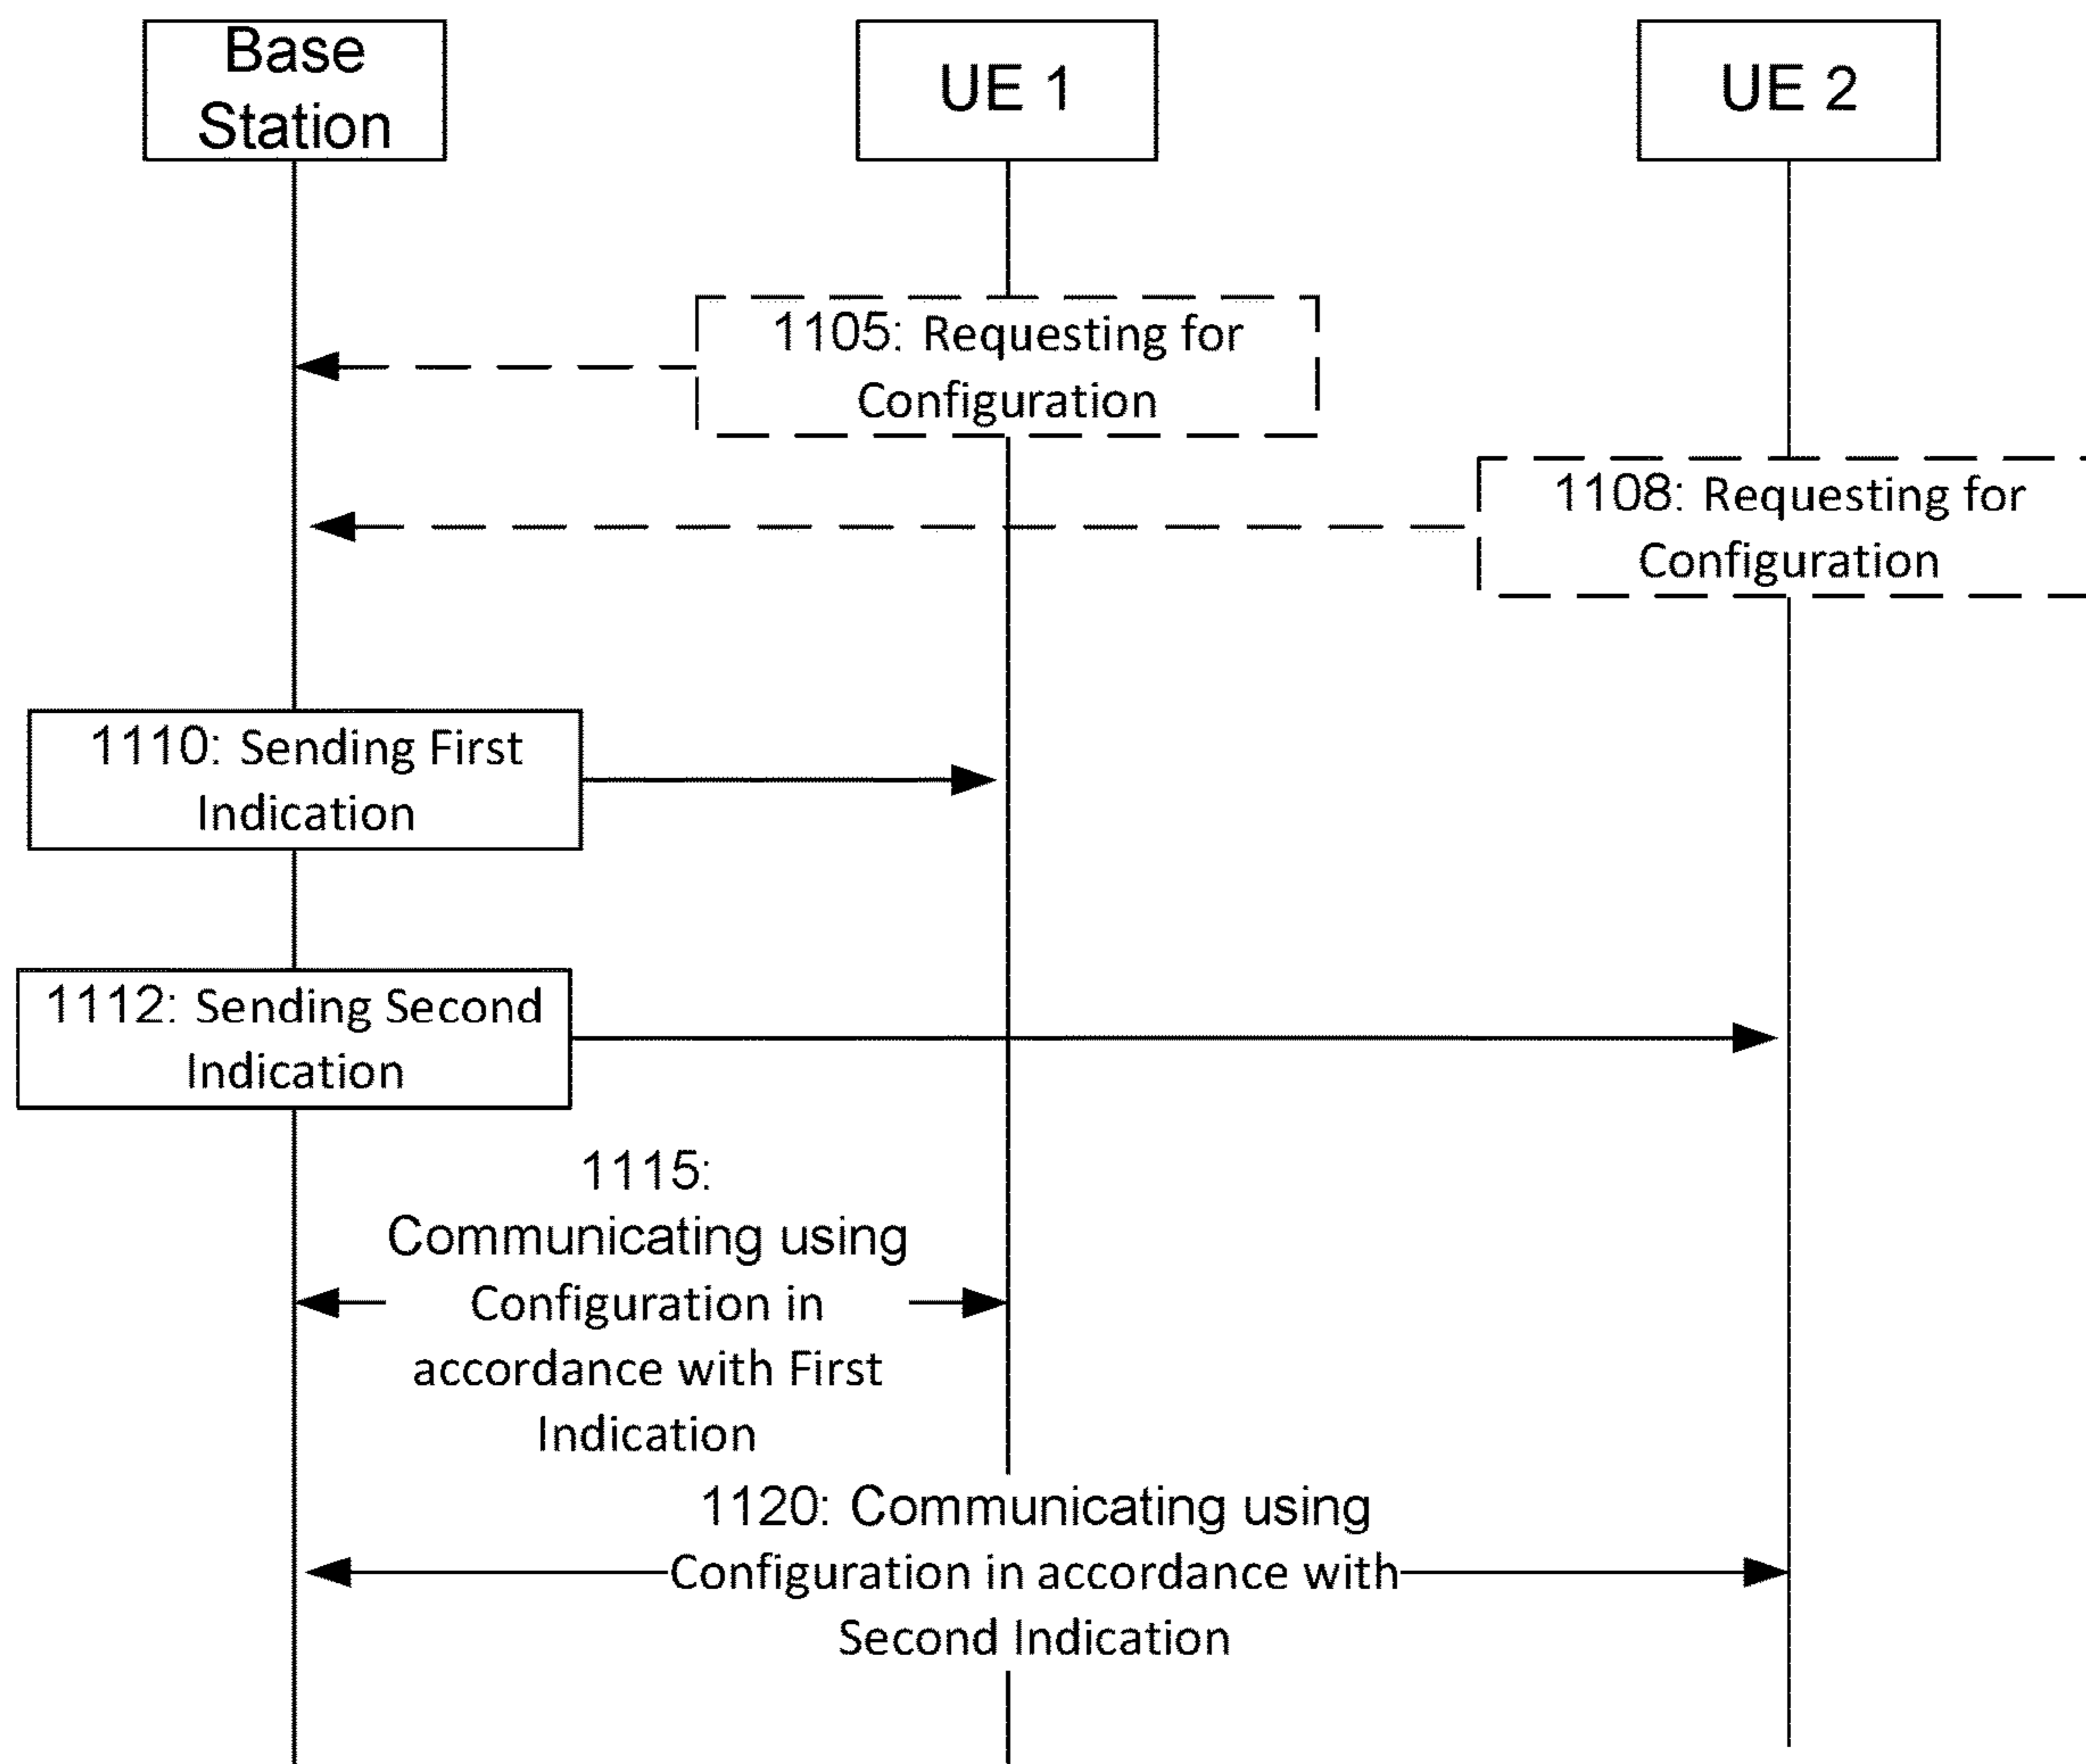 Base
Station
UE 1
UE 2
1105: Requesting for
Configuration
1108: Requesting for
Configuration
1110: Sending First
Indication
1112: Sending Second
Indication
1115:
Communicating using
Configuration in
accordance with First
Indication
1120: Communicating using
Configuration in accordance with
Second Indication